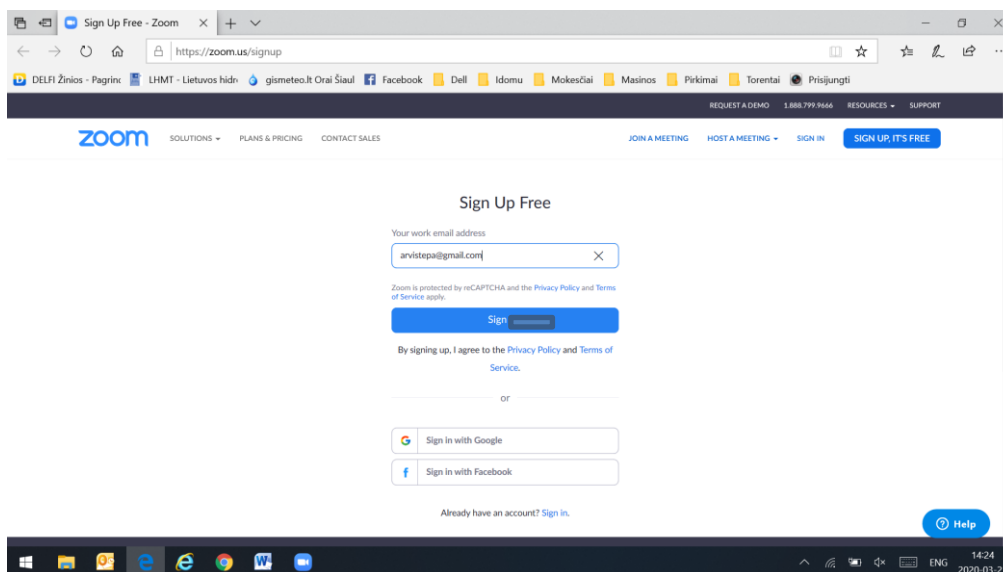 Sign Up Free - Zoom
https://zoom.us/signup
DELFI Žinios - Pagrinc LHMT - Lietuvos hidro gismeteo.lt Orai Šiaul Facebook Dell Idomu Mokesčiai Masinos Pirkimai Torentai Prisijungti
REQUEST A DEMO 1.888.799.9666 RESOURCES SUPPORT
zoom SOLUTIONS PLANS & PRICING CONTACT SALES JOIN A MEETING HOST A MEETING SIGN IN SIGN UP, IT'S FREE
Sign Up Free
Your work email address
arvistepa@gmail.com
Zoom is protected by reCAPTCHA and the Privacy Policy and Terms
of Service apply.
Sign
By signing up, I agree to the Privacy Policy and Terms of
Service.
or
G Sign in with Google
f Sign in with Facebook
Already have an account? Sign in.
Help
ENG 14:24